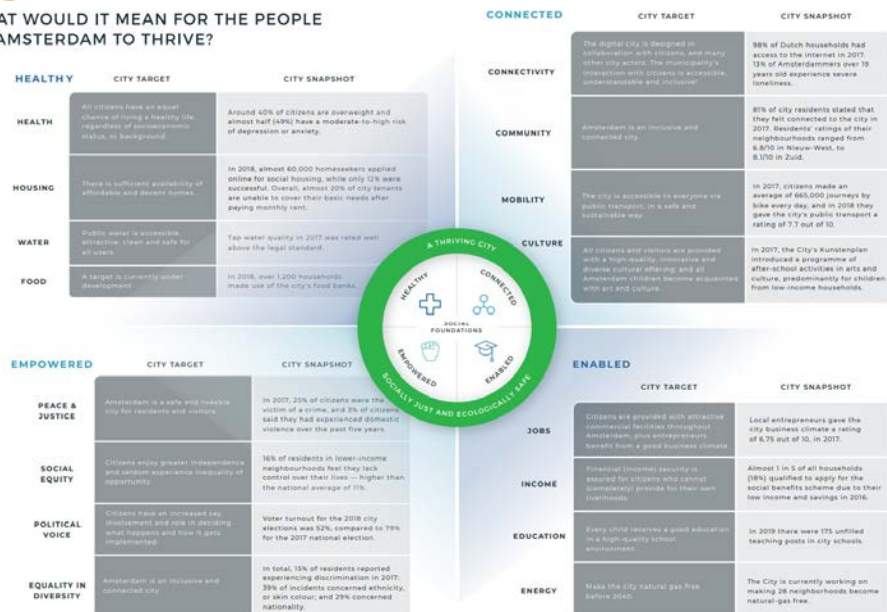 AT WOULD IT MEAN FOR THE PEOPLE
AMSTERDAM TO THRIVE?
HEALTHY
CITY TARGET
CITY SNAPSHOT
HEALTH
All citizens have an equal
chance of living a healthy life,
regardless of socioeconomic
status, or background.
Around 40% of citizens are overweight and
almost half (49%) have a moderate-to-high risk
of depression or anxiety.
HOUSING
There is sufficient availability of
affordable and decent homes.
In 2018, almost 60,000 homeseekers applied
online for social housing, while only 12% were
successful. Overall, almost 20% of city tenants
are unable to cover their basic needs after
paying monthly rent.
WATER
Public water is accessible,
attractive, clean and safe for
all users.
Tap water quality in 2017 was rated well
above the legal standard.
FOOD
A target is currently under
development.
In 2018, over 1,200 households
made use of the city's food banks.
CONNECTED
CITY TARGET
CITY SNAPSHOT
CONNECTIVITY
The digital city is designed in
collaboration with citizens, and many
other city actors. The municipality's
interaction with citizens is accessible,
understandable and inclusive.
98% of Dutch households had
access to the internet in 2017.
13% of Amsterdammers over 19
years old experience severe
loneliness.
COMMUNITY
Amsterdam is an inclusive and
connected city.
81% of city residents stated that
they felt connected to the city in
2017. Residents' ratings of their
neighbourhoods ranged from
6.8/10 in Nieuw-West, to
8.1/10 in Zuid.
MOBILITY
The city is accessible to everyone via
public transport, in a safe and
sustainable way.
In 2017, citizens made an
average of 665,000 journeys by
bike every day, and in 2018 they
gave the city's public transport a
rating of 7.7 out of 10.
CULTURE
All citizens and visitors are provided
with a high-quality, innovative and
diverse cultural offering; and all
Amsterdam children become acquainted
with art and culture.
In 2017, the City's Kunstenplan
introduced a programme of
after-school activities in arts and
culture, predominantly for children
from low-income households.
A THRIVING CITY
HEALTHY
CONNECTED
SOCIAL
FOUNDATIONS
EMPOWERED
ENABLED
SOCIALLY JUST AND ECOLOGICALLY SAFE
EMPOWERED
CITY TARGET
CITY SNAPSHOT
PEACE &
JUSTICE
Amsterdam is a safe and liveable
city for residents and visitors.
In 2017, 25% of citizens were the
victim of a crime, and 3% of citizens
said they had experienced domestic
violence over the past five years.
SOCIAL
EQUITY
Citizens enjoy greater independence
and seldom experience inequality of
opportunity.
16% of residents in lower-income
neighbourhoods feel they lack
control over their lives — higher than
the national average of 11%.
POLITICAL
VOICE
Citizens have an increased say,
involvement and role in deciding
what happens and how it gets
implemented.
Voter turnout for the 2018 city
elections was 52%, compared to 79%
for the 2017 national election.
EQUALITY IN
DIVERSITY
Amsterdam is an inclusive and
connected city.
In total, 15% of residents reported
experiencing discrimination in 2017:
39% of incidents concerned ethnicity,
or skin colour; and 29% concerned
nationality.
ENABLED
CITY TARGET
CITY SNAPSHOT
JOBS
Citizens are provided with attractive
commercial facilities throughout
Amsterdam, plus entrepreneurs
benefit from a good business climate.
Local entrepreneurs gave the
city business climate a rating
of 6.75 out of 10, in 2017.
INCOME
Financial (income) security is
assured for citizens who cannot
(completely) provide for their own
livelihoods.
Almost 1 in 5 of all households
(18%) qualified to apply for the
social benefits scheme due to their
low income and savings in 2016.
EDUCATION
Every child receives a good education
in a high-quality school
environment.
In 2019 there were 175 unfilled
teaching posts in city schools.
ENERGY
Make the city natural gas-free
before 2040.
The City is currently working on
making 28 neighborhoods become
natural-gas free.